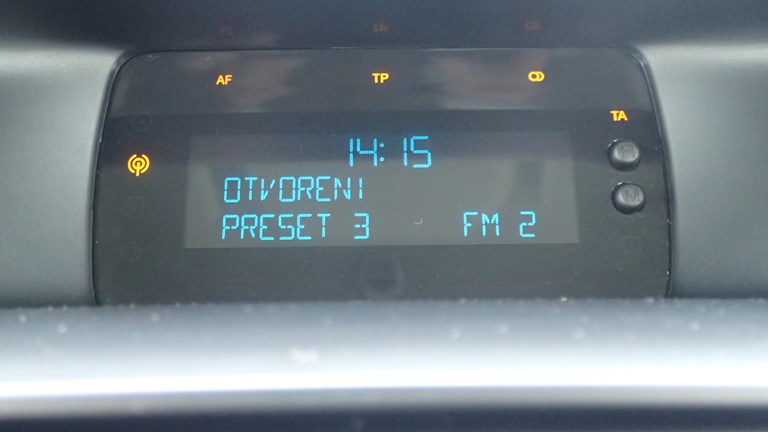 AF TP
TA
14:15
OTVORENI
PRESET 3 FM 2
H
M